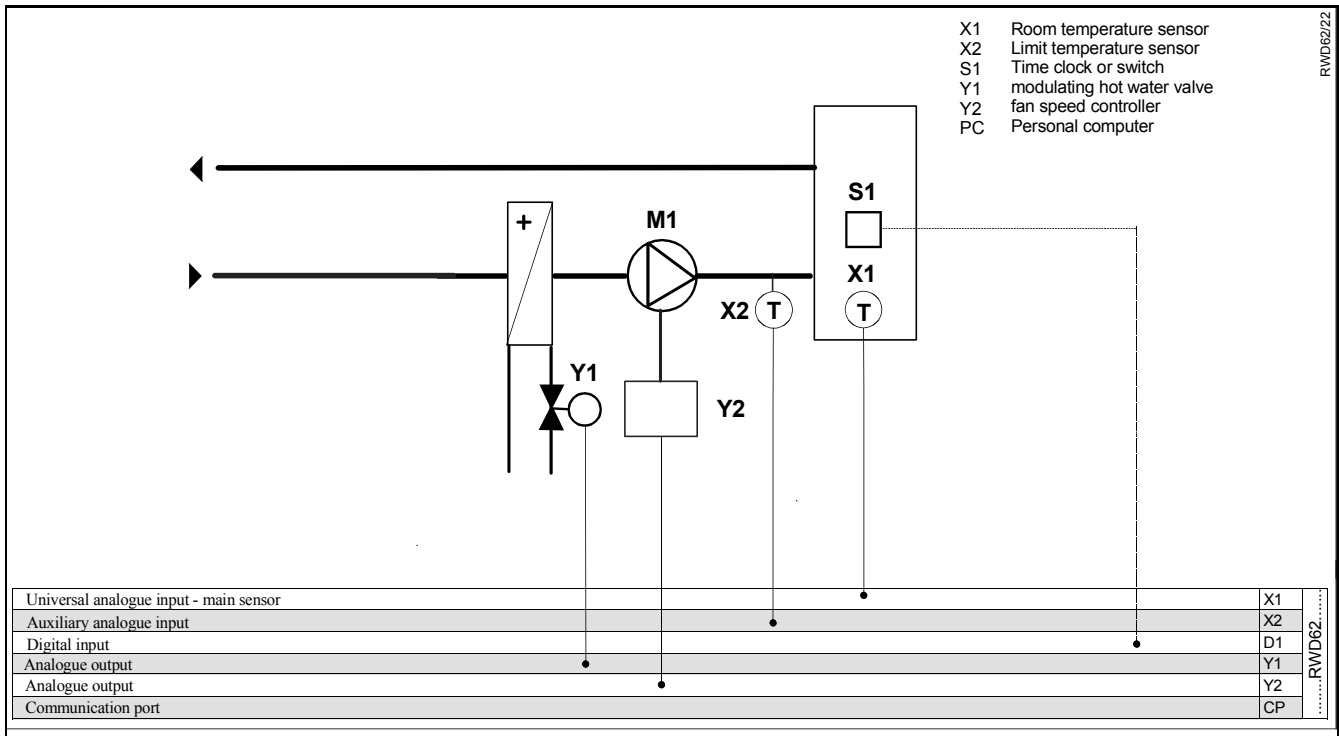 X1 Room temperature sensor
X2 Limit temperature sensor
S1 Time clock or switch
Y1 modulating hot water valve
Y2 fan speed controller
PC Personal computer
RWD62/22
S1
+
M1
X1
X2 T
T
Y1
Y2
Universal analogue input - main sensor X1
Auxiliary analogue input X2
Digital input D1
Analogue output Y1
Analogue output Y2
Communication port CP
........RWD62......